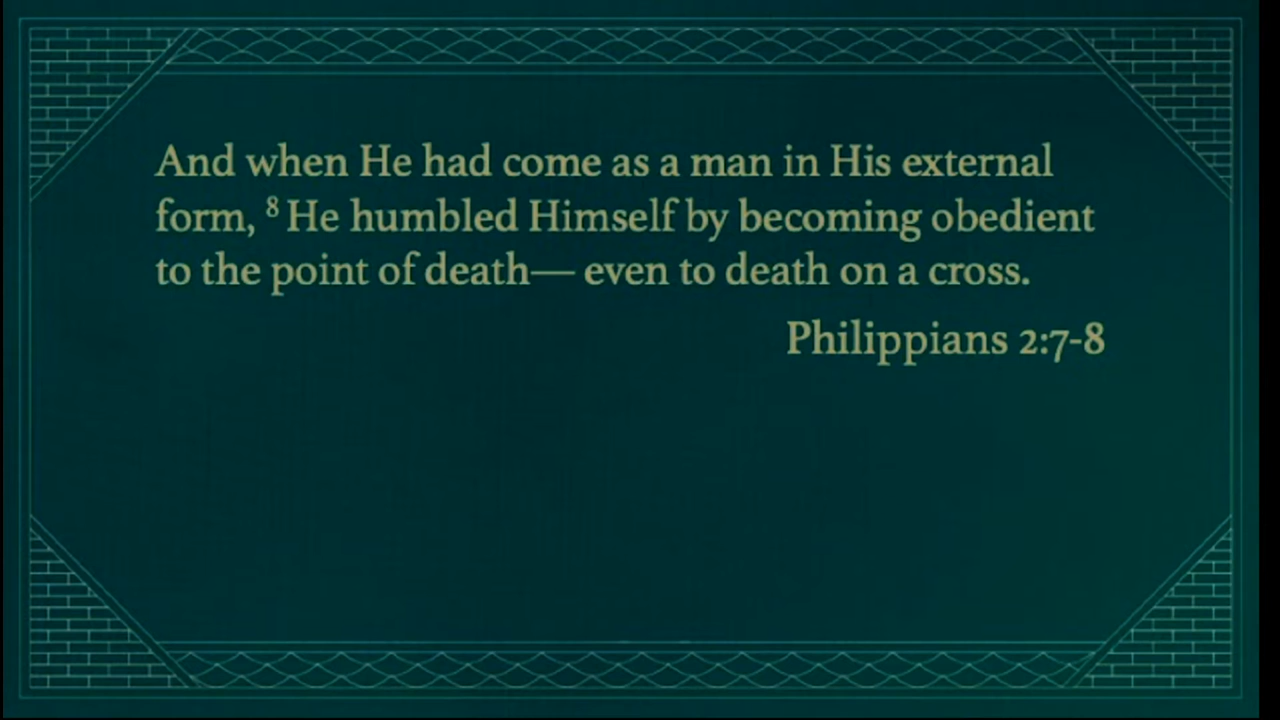 And when He had come as a man in His external
form, ⁸ He humbled Himself by becoming obedient
to the point of death— even to death on a cross.
Philippians 2:7-8